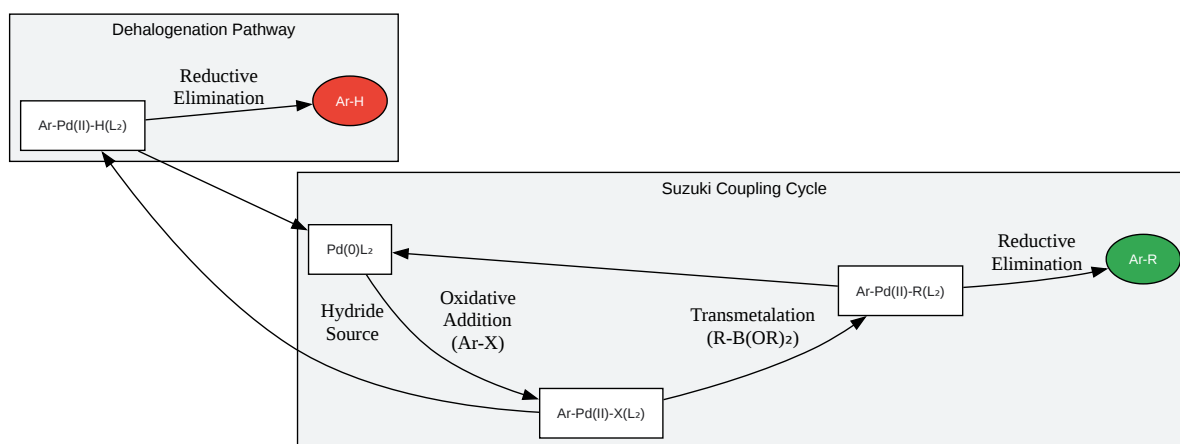 Dehalogenation Pathway
Reductive
Elimination
Ar-H
Ar-Pd(II)-H(L₂)
Suzuki Coupling Cycle
Pd(0)L₂
Reductive
Elimination
Ar-R
Ar-Pd(II)-R(L₂)
Hydride
Source
Oxidative
Addition
(Ar-X)
Transmetalation
(R-B(OR)₂)
Ar-Pd(II)-X(L₂)